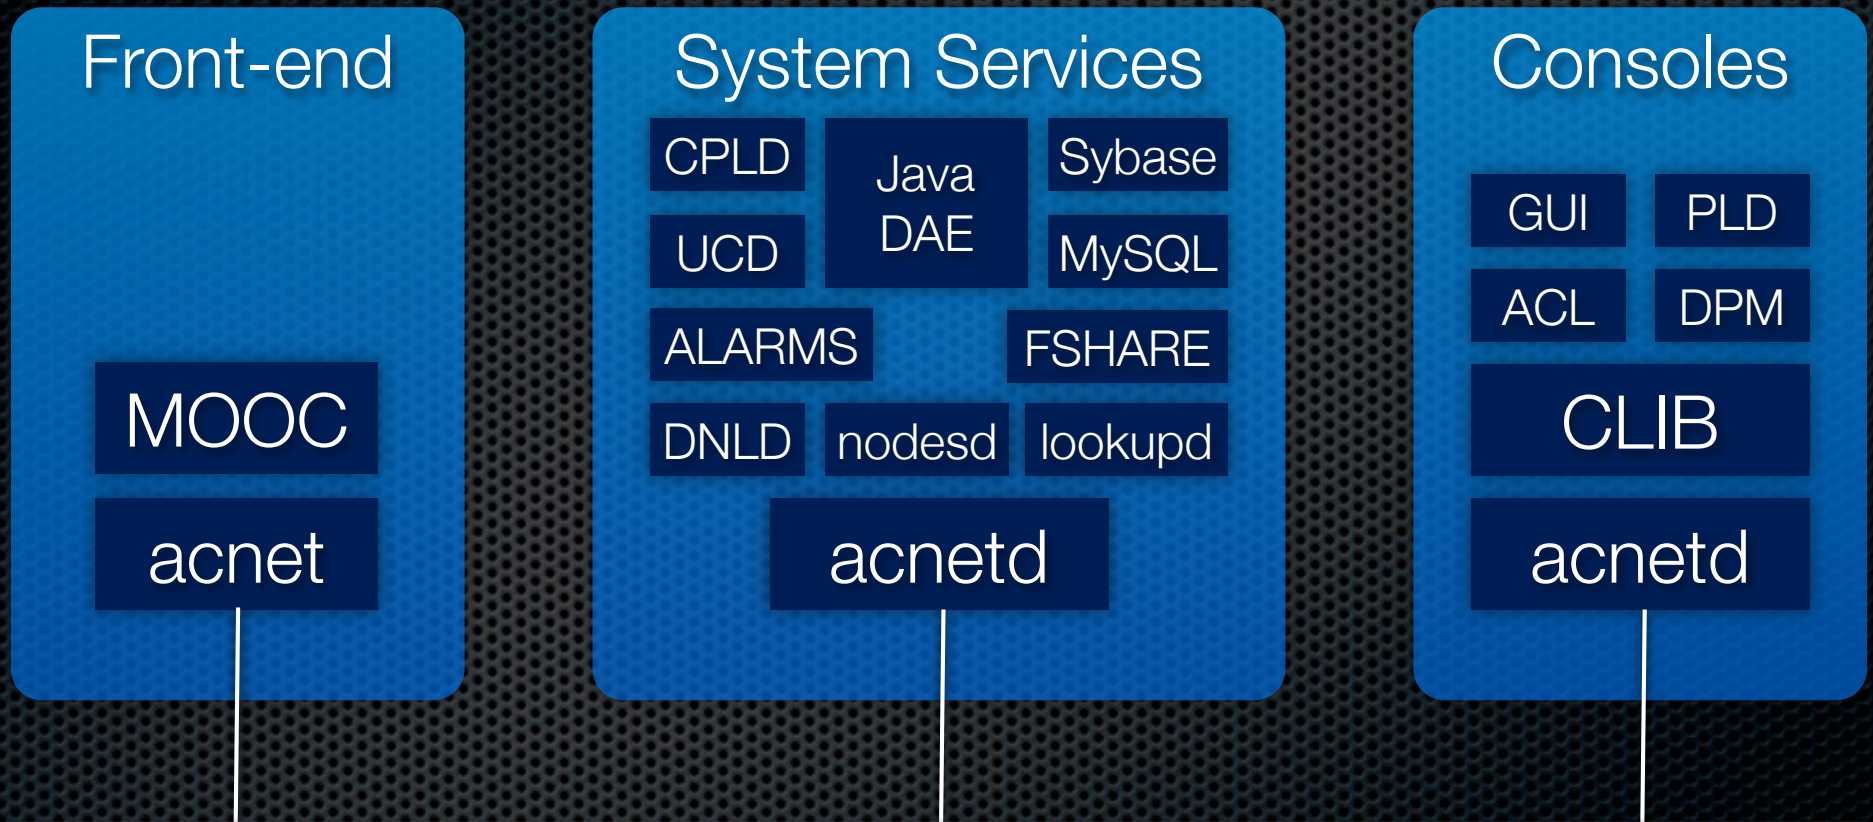 Front-end
MOOC
acnet
System Services
CPLD
Java
DAE
Sybase
UCD
MySQL
ALARMS
FSHARE
DNLD
nodesd
lookupd
acnetd
Consoles
GUI
PLD
ACL
DPM
CLIB
acnetd